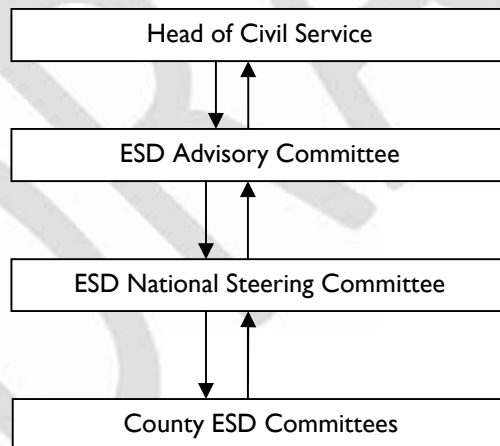 Head of Civil Service
ESD Advisory Committee
ESD National Steering Committee
County ESD Committees